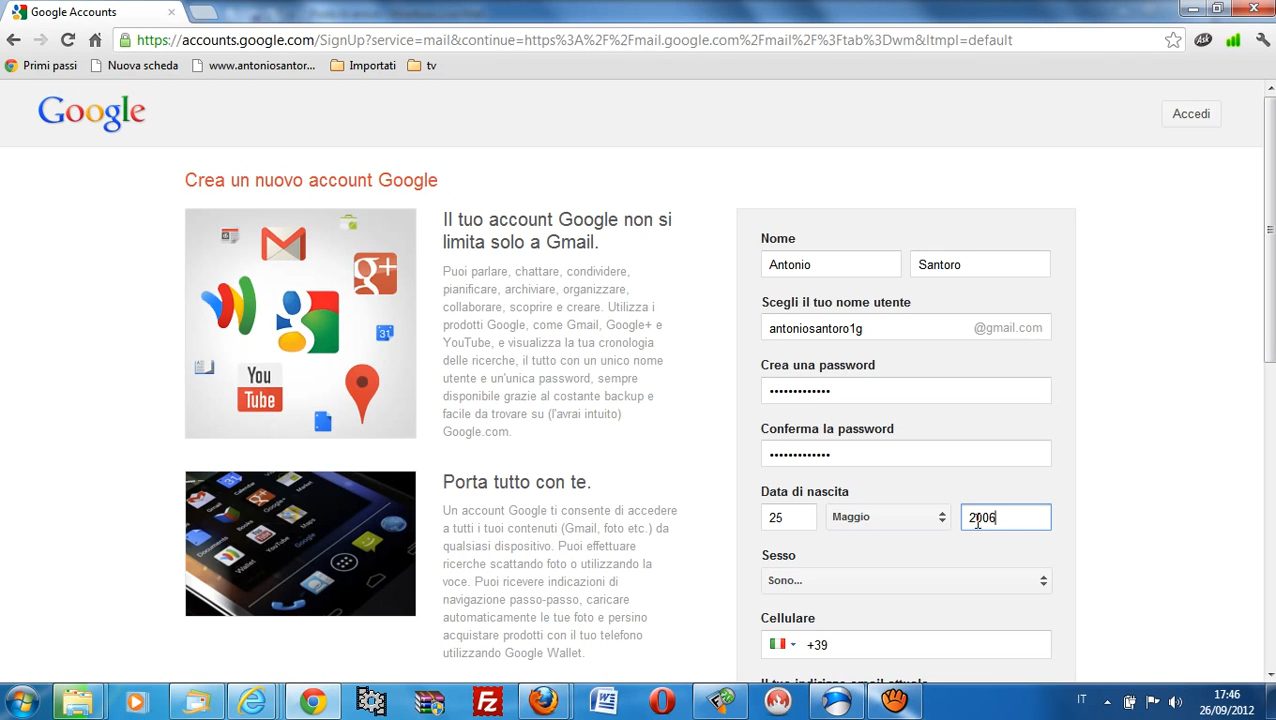 Google Accounts
https://accounts.google.com/SignUp?service=mail&continue=https%3A%2F%2Fmail.google.com%2Fmail%2F%3Ftab%3Dwm&ltmpl=default
Primi passi
Nuova scheda
www.antoniosantor...
Importati
tv
Google
Accedi
Crea un nuovo account Google
Il tuo account Google non si
limita solo a Gmail.
Puoi parlare, chattare, condividere,
pianificare, archiviare, organizzare,
collaborare, scoprire e creare. Utilizza i
prodotti Google, come Gmail, Google+ e
YouTube, e visualizza la tua cronologia
delle ricerche, il tutto con un unico nome
utente e un'unica password, sempre
disponibile grazie al costante backup e
facile da trovare su (l'avrai intuito)
Google.com.
g+
31
You
Tube
Porta tutto con te.
Un account Google ti consente di accedere
a tutti i tuoi contenuti (Gmail, foto etc.) da
qualsiasi dispositivo. Puoi effettuare
ricerche scattando foto o utilizzando la
voce. Puoi ricevere indicazioni di
navigazione passo-passo, caricare
automaticamente le tue foto e persino
acquistare prodotti con il tuo telefono
utilizzando Google Wallet.
Nome
Antonio
Santoro
Scegli il tuo nome utente
antoniosantoro1g
@gmail.com
Crea una password
•••••••••••••
Conferma la password
•••••••••••••
Data di nascita
25
Maggio
2006
Sesso
Sono...
Cellulare
+39
Il tuo indirizzo email attuale
IT
17:46
26/09/2012